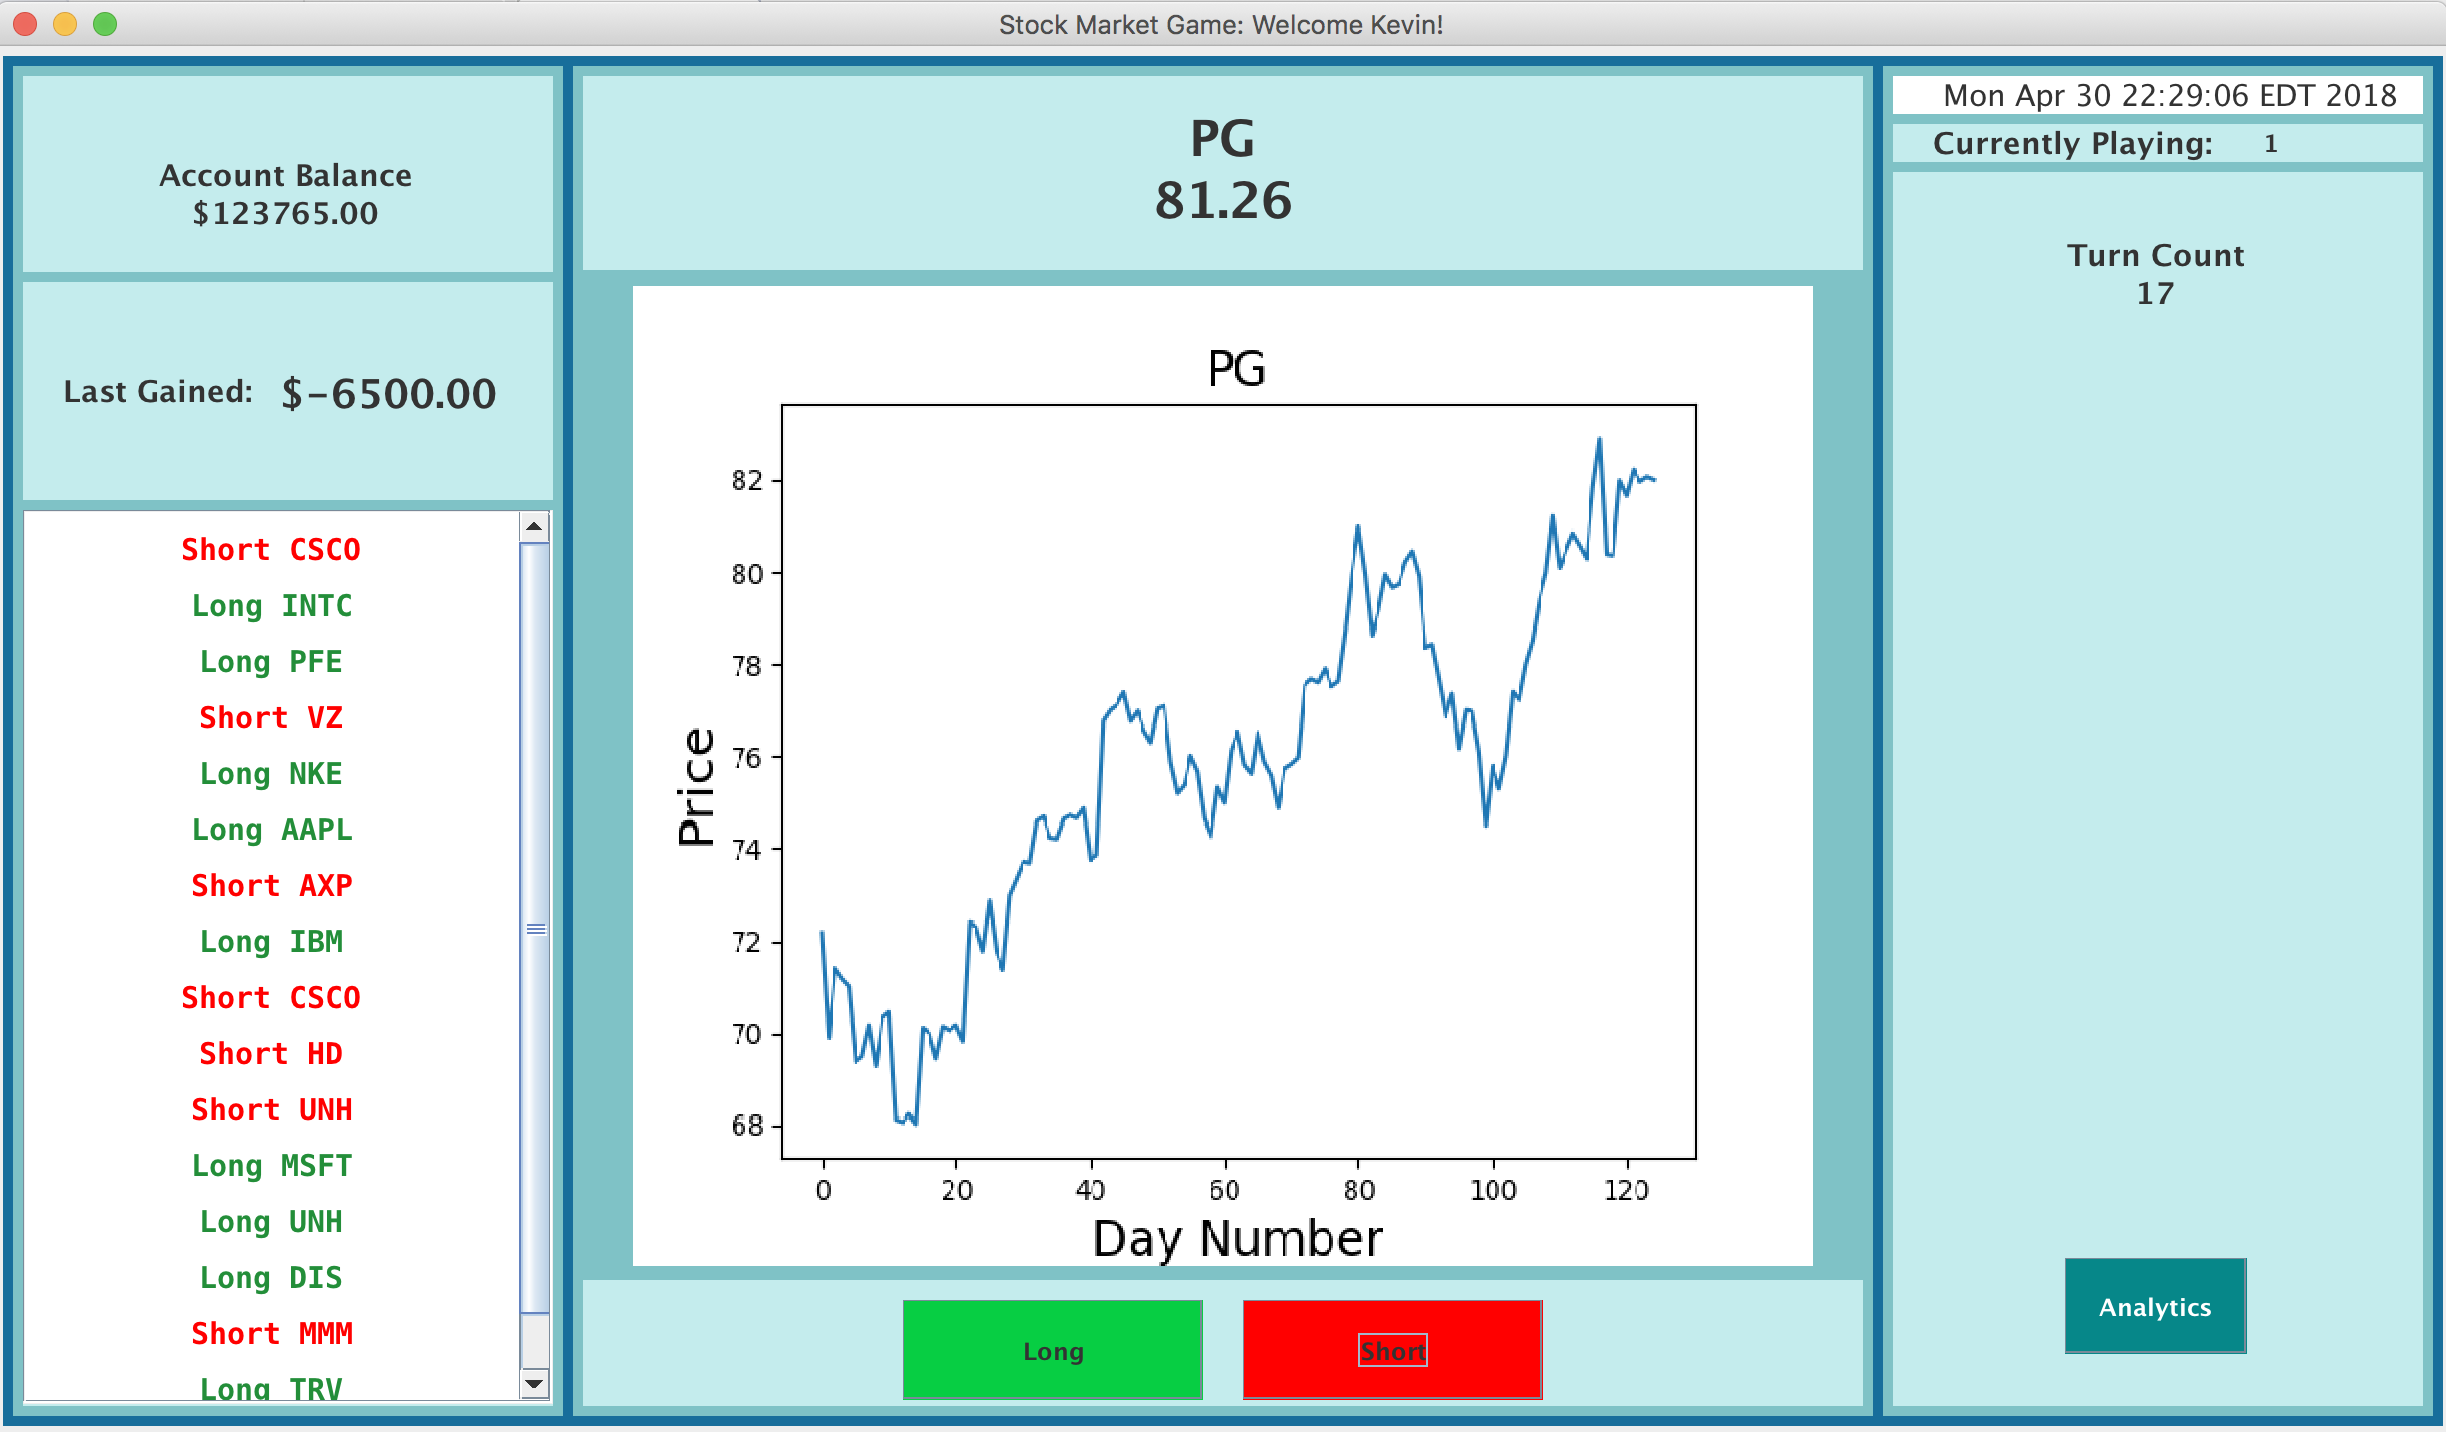 Stock Market Game: Welcome Kevin!
Account Balance
$123765.00
Last Gained: $-6500.00
Short CSCO
Long INTC
Long PFE
Short VZ
Long NKE
Long AAPL
Short AXP
Long IBM
Short CSCO
Short HD
Short UNH
Long MSFT
Long UNH
Long DIS
Short MMM
Long TRV
PG
81.26
PG
Price
82
80
78
76
74
72
70
68
0 20 40 60 80 100 120
Day Number
Long
Short
Mon Apr 30 22:29:06 EDT 2018
Currently Playing: 1
Turn Count
17
Analytics